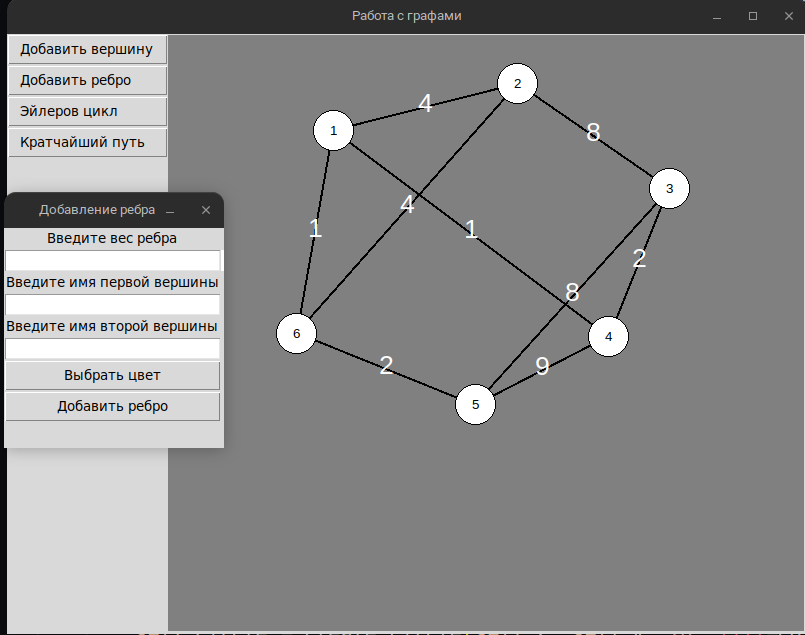 Работа с графами
Добавить вершину
Добавить ребро
Эйлеров цикл
Кратчайший путь
Добавление ребра
Введите вес ребра
Введите имя первой вершины
Введите имя второй вершины
Выбрать цвет
Добавить ребро
2
4
1
8
3
4
1
1
2
8
6
4
2
9
5